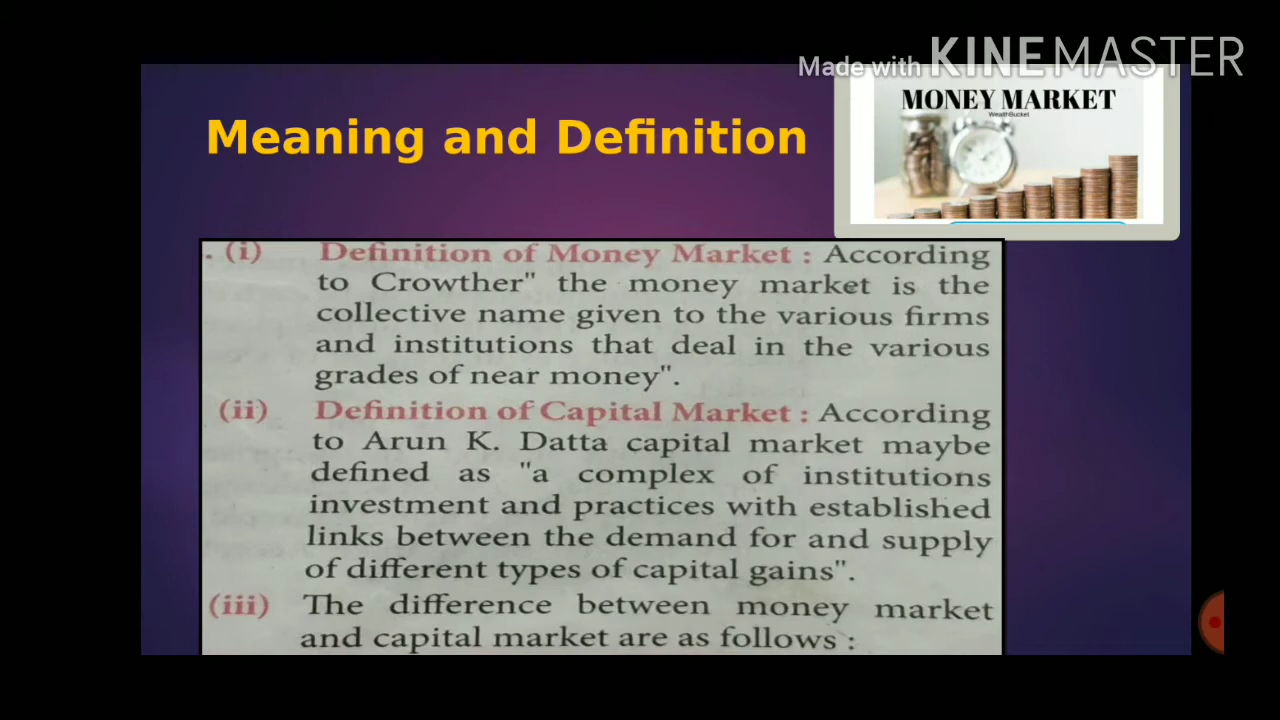 Made with KINEMASTER
MONEY MARKET
WealthBucket
Meaning and Definition
. (i) Definition of Money Market : According
to Crowther" the money market is the
collective name given to the various firms
and institutions that deal in the various
grades of near money".
(ii) Definition of Capital Market : According
to Arun K. Datta capital market maybe
defined as "a complex of institutions
investment and practices with established
links between the demand for and supply
of different types of capital gains".
(iii) The difference between money market
and capital market are as follows :